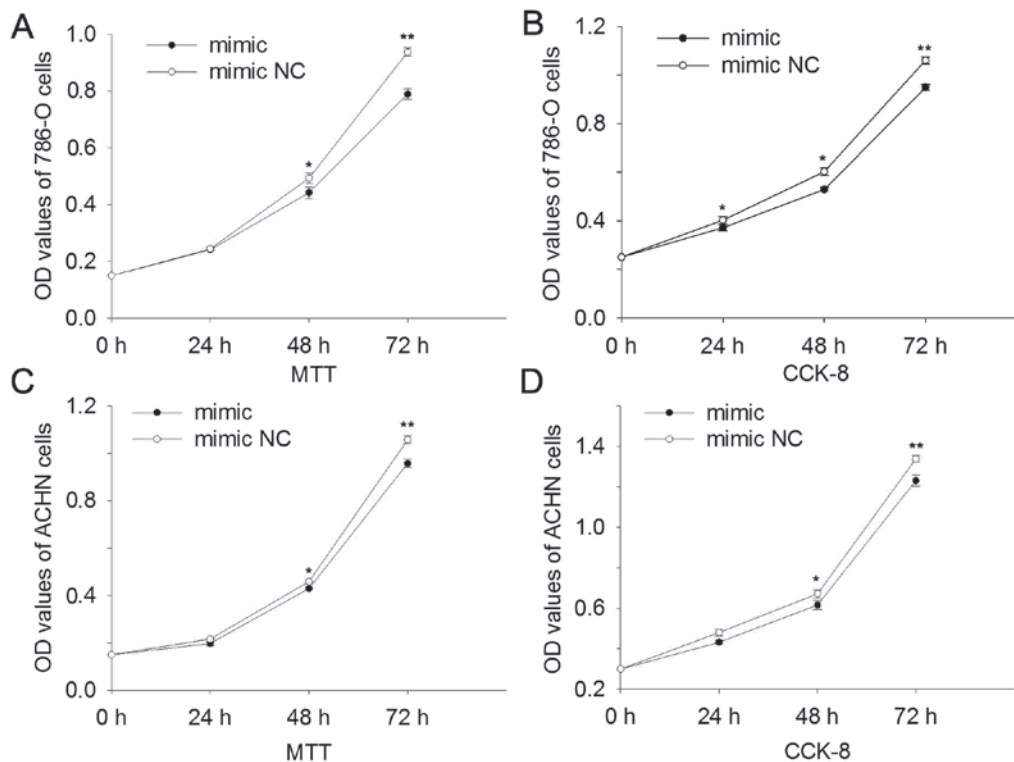 A
OD values of 786-O cells
1.0
0.8
0.6
0.4
0.2
0.0
mimic
mimic NC
*
**
0 h 24 h 48 h 72 h
MTT
B
OD values of 786-O cells
1.2
0.8
0.4
0.0
mimic
mimic NC
*
*
**
0 h 24 h 48 h 72 h
CCK-8
C
OD values of ACHN cells
1.2
0.8
0.4
0.0
mimic
mimic NC
*
**
0 h 24 h 48 h 72 h
MTT
D
OD values of ACHN cells
1.4
1.0
0.6
0.2
mimic
mimic NC
*
**
0 h 24 h 48 h 72 h
CCK-8